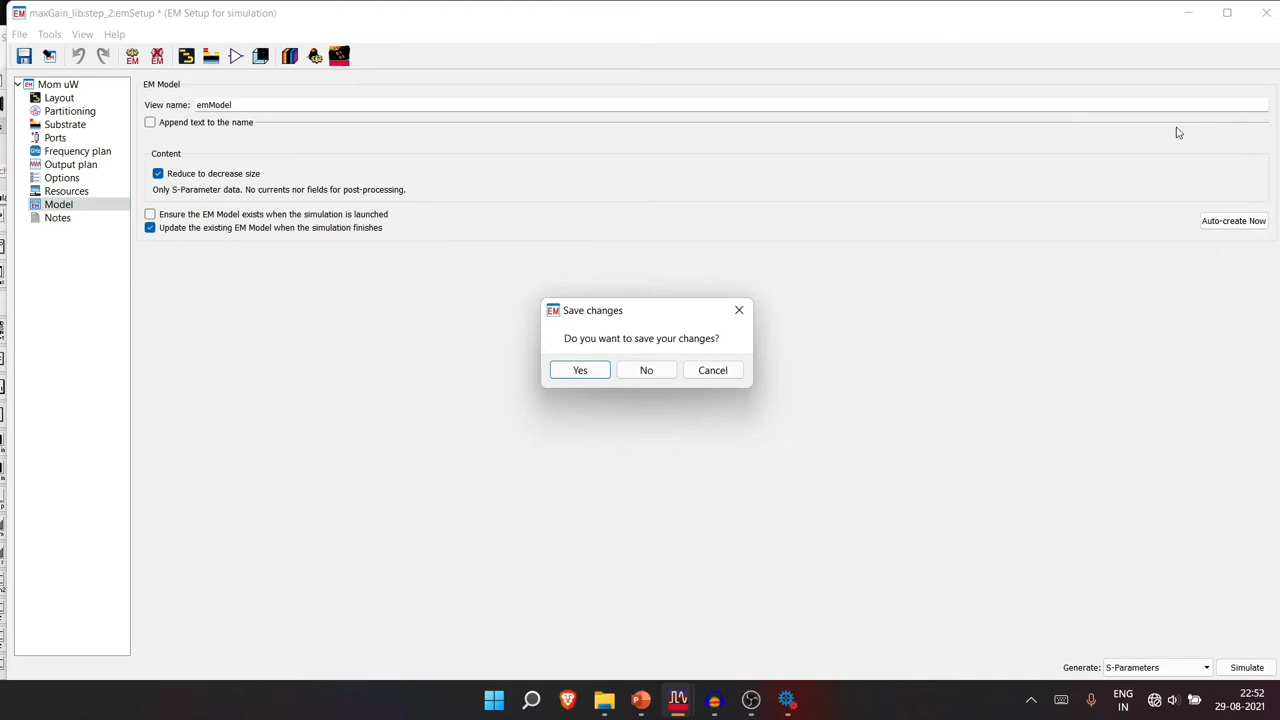 maxGain_lib:step_2:emSetup * (EM Setup for simulation)
File Tools View Help
Mom uW
Layout
Partitioning
Substrate
Ports
Frequency plan
Output plan
Options
Resources
Model
Notes
EM Model
View name: emModel
Append text to the name
Content
Reduce to decrease size
Only S-Parameter data. No currents nor fields for post-processing.
Ensure the EM Model exists when the simulation is launched
Update the existing EM Model when the simulation finishes
Auto-create Now
Save changes
Do you want to save your changes?
Yes No Cancel
Generate: S-Parameters Simulate
ENG
IN
22:52
29-08-2021